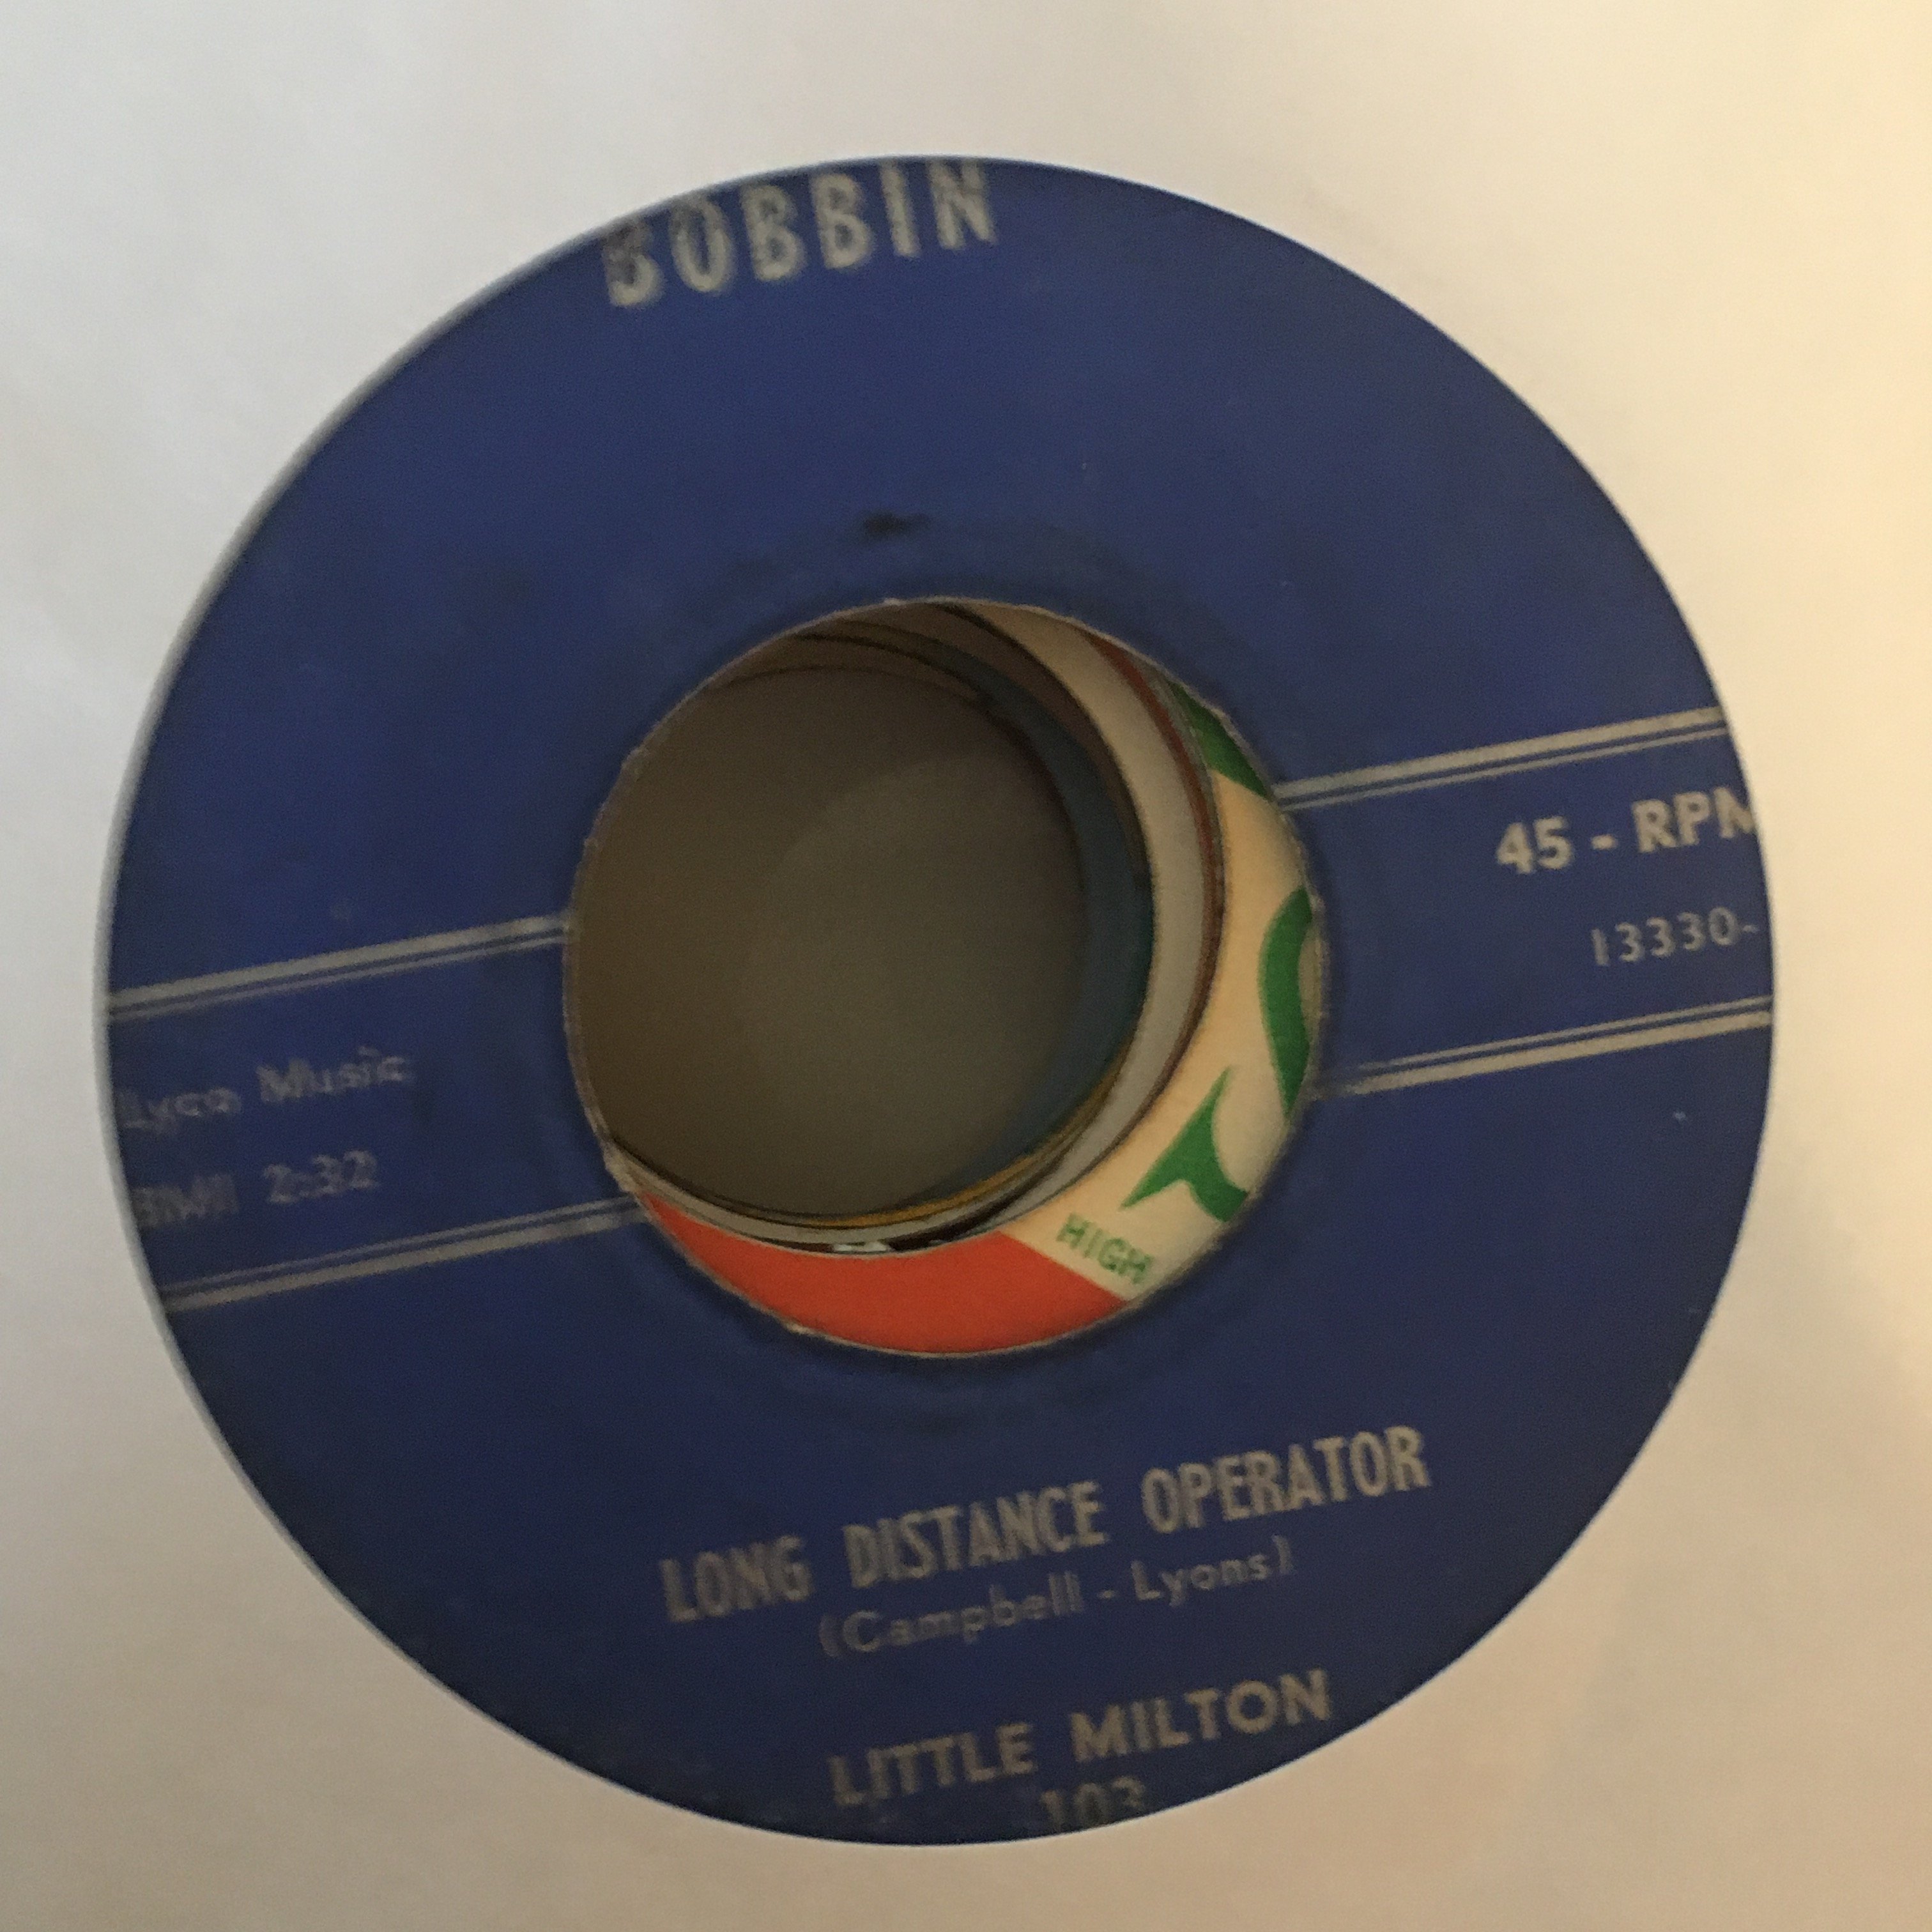 BOBBIN
45 - RPM
13330-
Lyco Music
BMI 2:32
HIGH
LONG DISTANCE OPERATOR
(Campbell - Lyons)
LITTLE MILTON
103